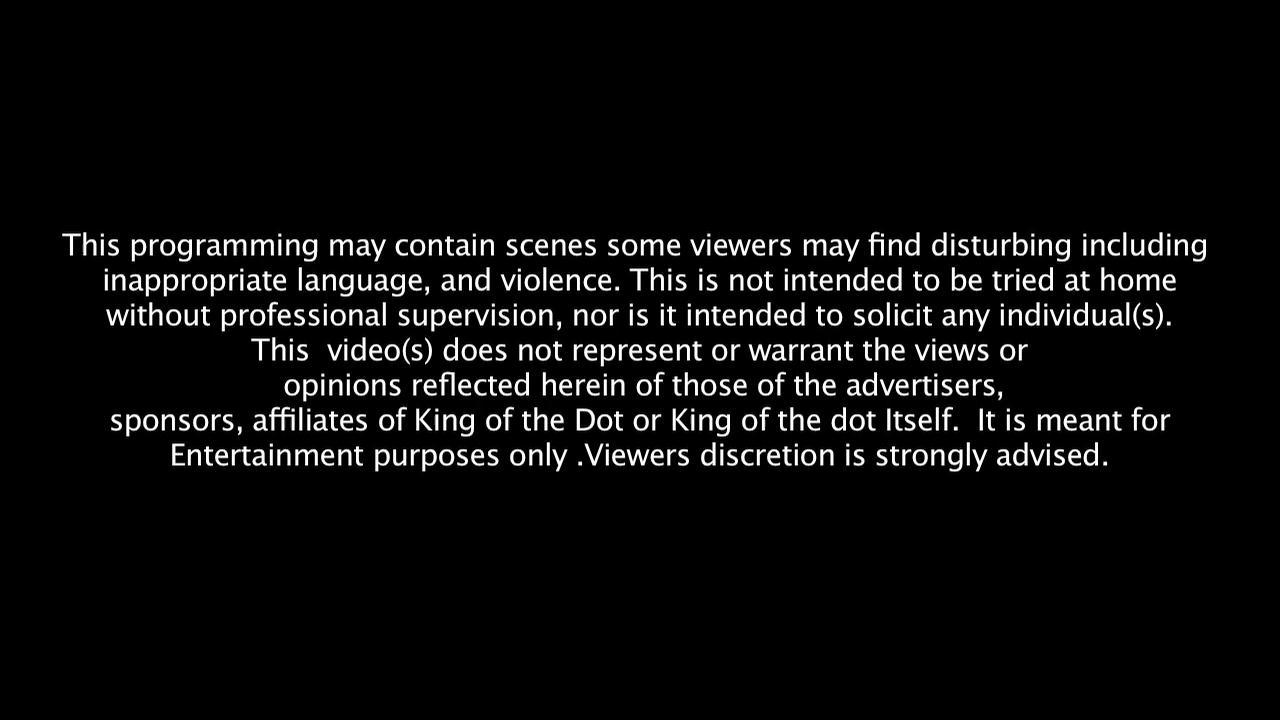 This programming may contain scenes some viewers may find disturbing including
inappropriate language, and violence. This is not intended to be tried at home
without professional supervision, nor is it intended to solicit any individual(s).
This  video(s) does not represent or warrant the views or
opinions reflected herein of those of the advertisers,
sponsors, affiliates of King of the Dot or King of the dot Itself.  It is meant for
Entertainment purposes only .Viewers discretion is strongly advised.